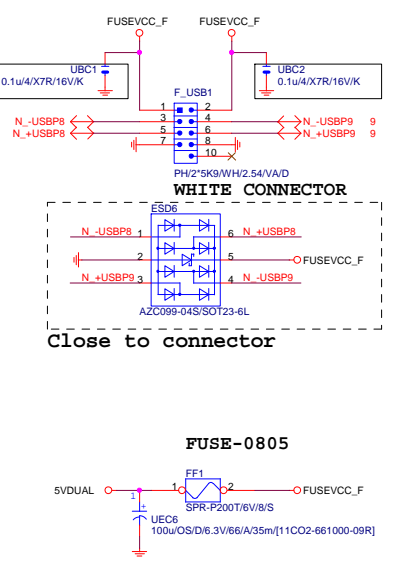 FUSEVCC_F FUSEVCC_F
UBC1 UBC2
0.1u/4/X7R/16V/K 0.1u/4/X7R/16V/K
F_USB1
1 2
N_-USBP8 3 4 N_-USBP9 9
N_+USBP8 5 6 N_+USBP9 9
7 8
10
PH/2*5K9/WH/2.54/VA/D
WHITE CONNECTOR
ESD6
N_-USBP8 1 6 N_+USBP8
2 5 FUSEVCC_F
N_+USBP9 3 4 N_-USBP9
AZC099-04S/SOT23-6L
Close to connector
FUSE-0805
FF1
5VDUAL 1 2 FUSEVCC_F
SPR-P200T/6V/8/S
1 +
UEC6
100u/OS/D/6.3V/66/A/35m/[11CO2-661000-09R]